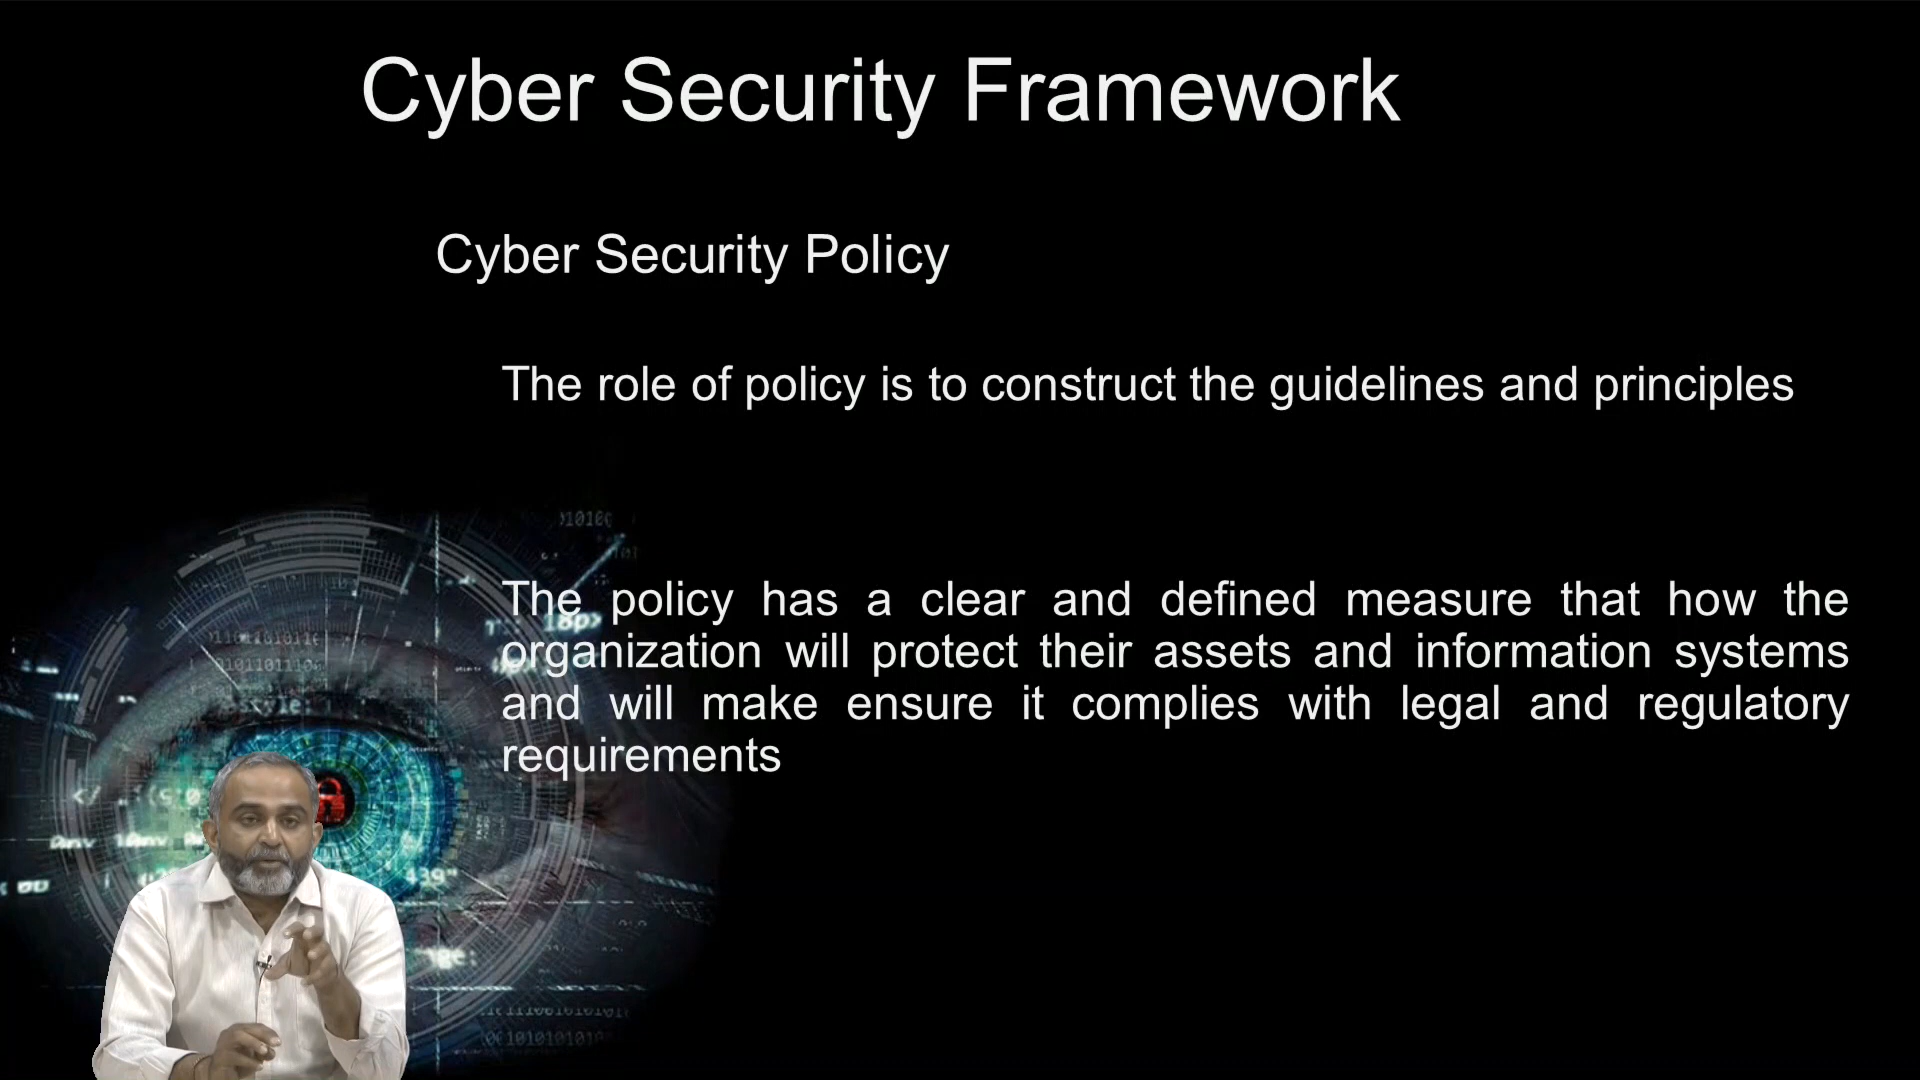 Cyber Security Framework
Cyber Security Policy
The role of policy is to construct the guidelines and principles
The policy has a clear and defined measure that how the
organization will protect their assets and information systems
and will make ensure it complies with legal and regulatory
requirements
439"